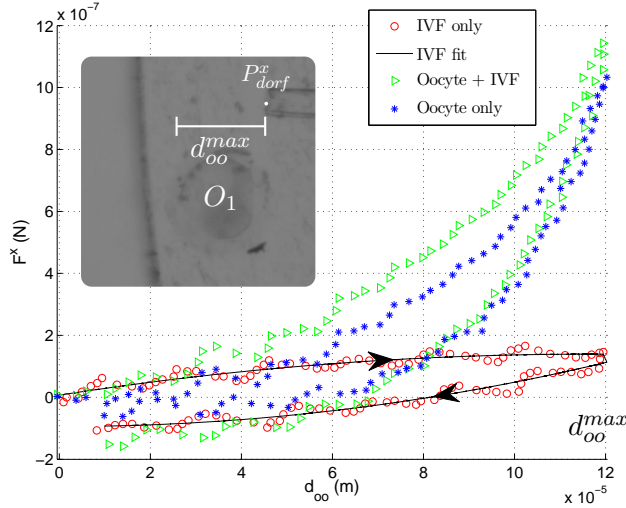 x 10⁻⁷
12
10
8
6
4
2
0
−2
F^x (N)
0
2
4
6
8
10
12
d_oo (m)
x 10⁻⁵
IVF only
IVF fit
Oocyte + IVF
Oocyte only
P^x_dorf
d^max_oo
O_1
d^max_oo